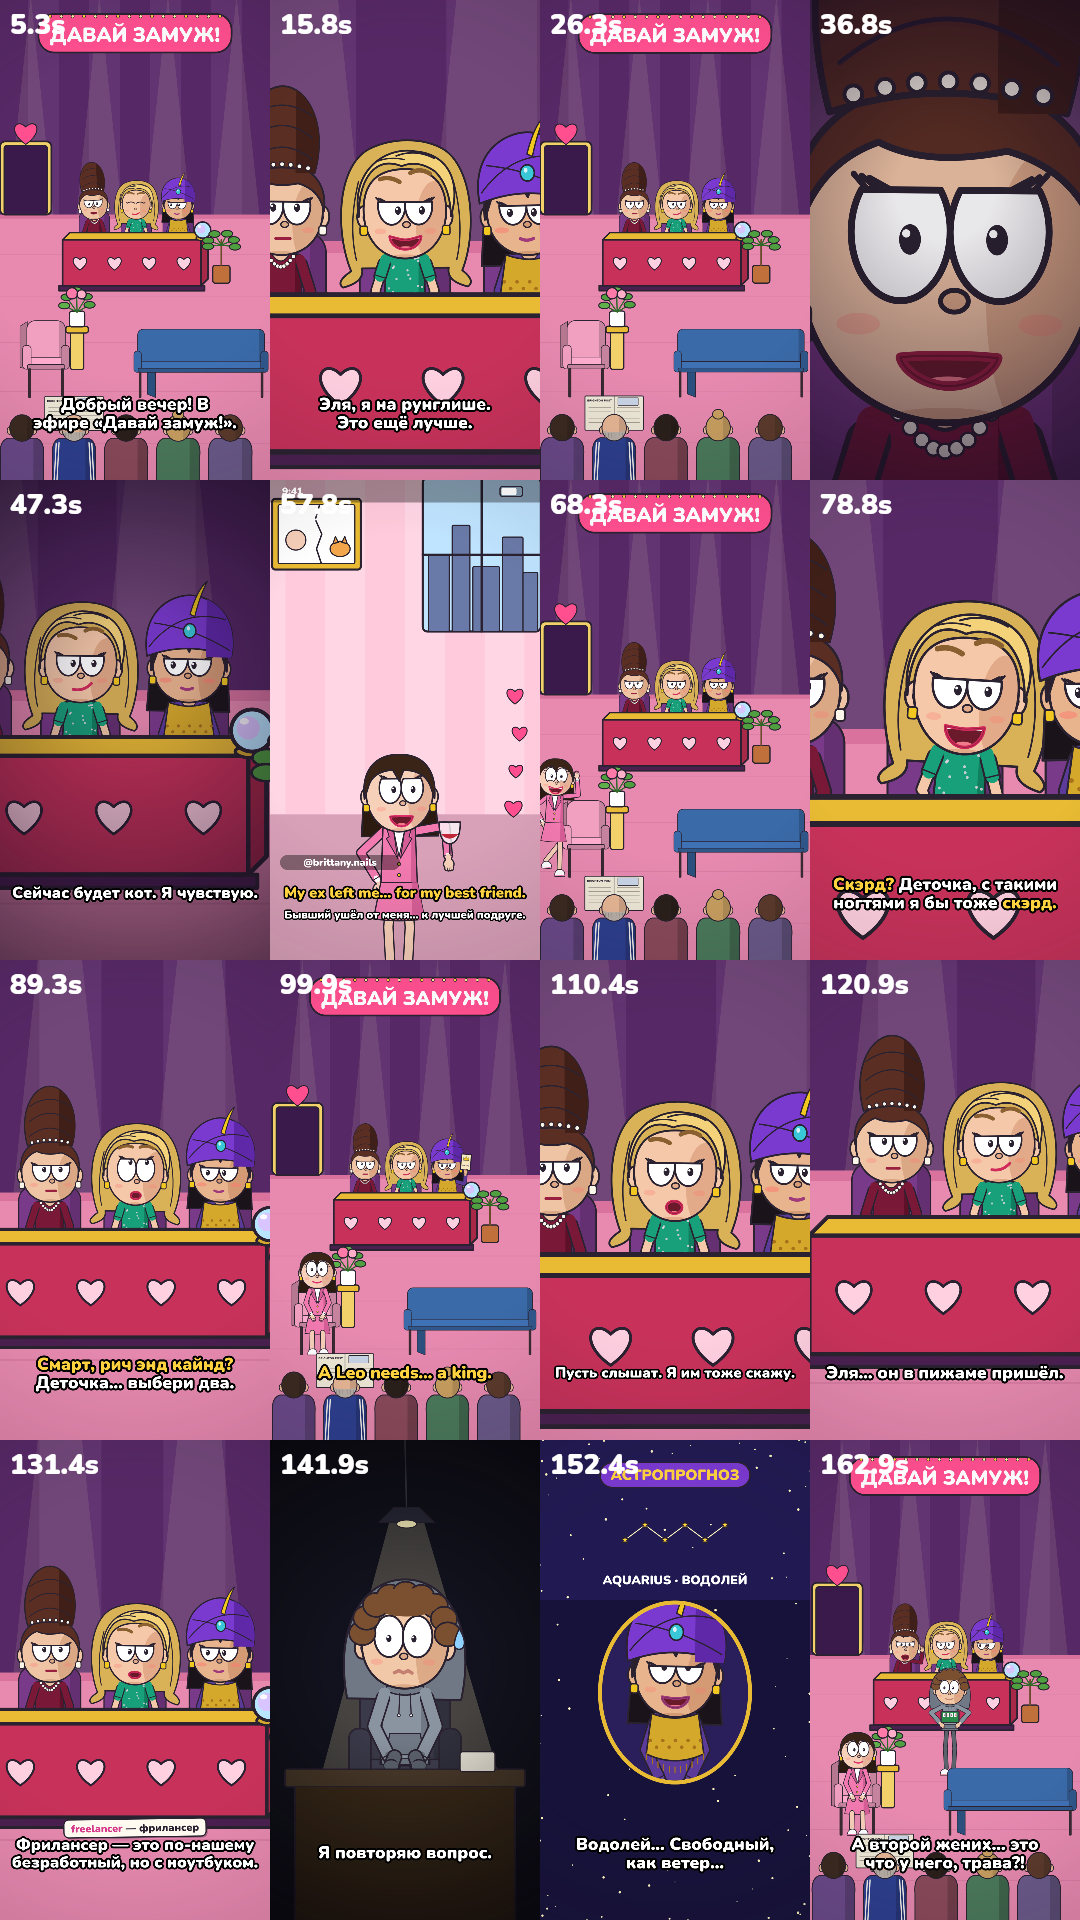 5.3s
ДАВАЙ ЗАМУЖ!
Добрый вечер! В
эфире «Давай замуж!».
15.8s
Эля, я на рунглише.
Это ещё лучше.
26.3s
ДАВАЙ ЗАМУЖ!
36.8s
47.3s
Сейчас будет кот. Я чувствую.
9:41
57.8s
@brittany.nails
My ex left me... for my best friend.
Бывший ушёл от меня... к лучшей подруге.
68.3s
ДАВАЙ ЗАМУЖ!
78.8s
Скэрд? Деточка, с такими
ногтями я бы тоже скэрд.
89.3s
Смарт, рич энд кайнд?
Деточка... выбери два.
99.9s
ДАВАЙ ЗАМУЖ!
A Leo needs... a king.
110.4s
Пусть слышат. Я им тоже скажу.
120.9s
Эля... он в пижаме пришёл.
131.4s
freelancer — фрилансер
Фрилансер — это по-нашему
безработный, но с ноутбуком.
141.9s
Я повторяю вопрос.
152.4s
АСТРОПРОГНОЗ
AQUARIUS · ВОДОЛЕЙ
Водолей... Свободный,
как ветер...
162.9s
ДАВАЙ ЗАМУЖ!
А второй жених... это
что у него, трава?!